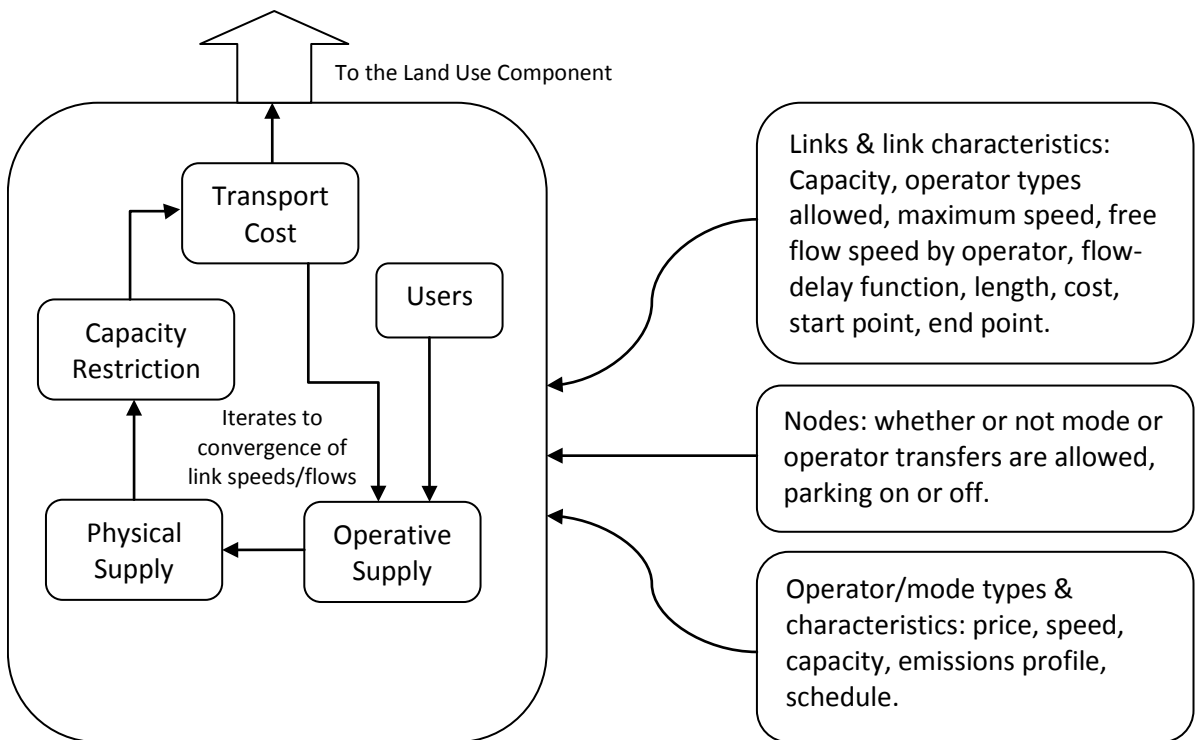 To the Land Use Component
Transport
Cost
Users
Capacity
Restriction
Iterates to
convergence of
link speeds/flows
Physical
Supply
Operative
Supply
Links & link characteristics:
Capacity, operator types
allowed, maximum speed, free
flow speed by operator, flow-
delay function, length, cost,
start point, end point.
Nodes: whether or not mode or
operator transfers are allowed,
parking on or off.
Operator/mode types &
characteristics: price, speed,
capacity, emissions profile,
schedule.